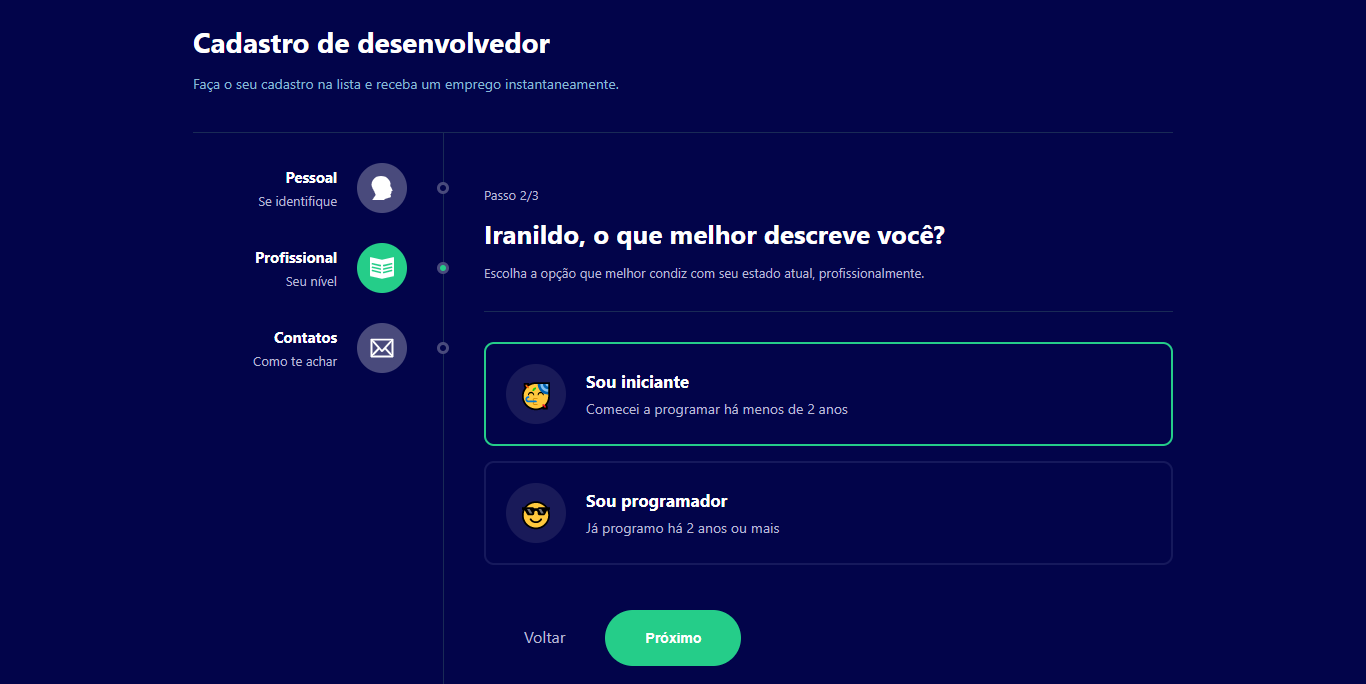 Cadastro de desenvolvedor
Faça o seu cadastro na lista e receba um emprego instantaneamente.
Pessoal
Se identifique
Profissional
Seu nível
Contatos
Como te achar
Passo 2/3
Iranildo, o que melhor descreve você?
Escolha a opção que melhor condiz com seu estado atual, profissionalmente.
Sou iniciante
Comecei a programar há menos de 2 anos
Sou programador
Já programo há 2 anos ou mais
Voltar
Próximo